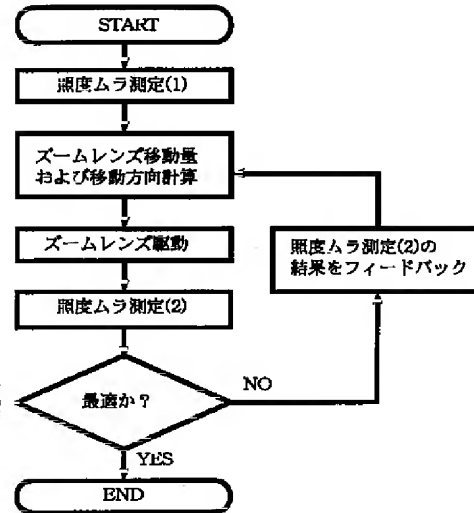 START
照度ムラ測定(1)
ズームレンズ移動量
および移動方向計算
ズームレンズ駆動
照度ムラ測定(2)の
結果をフィードバック
照度ムラ測定(2)
最適か？
NO
YES
END